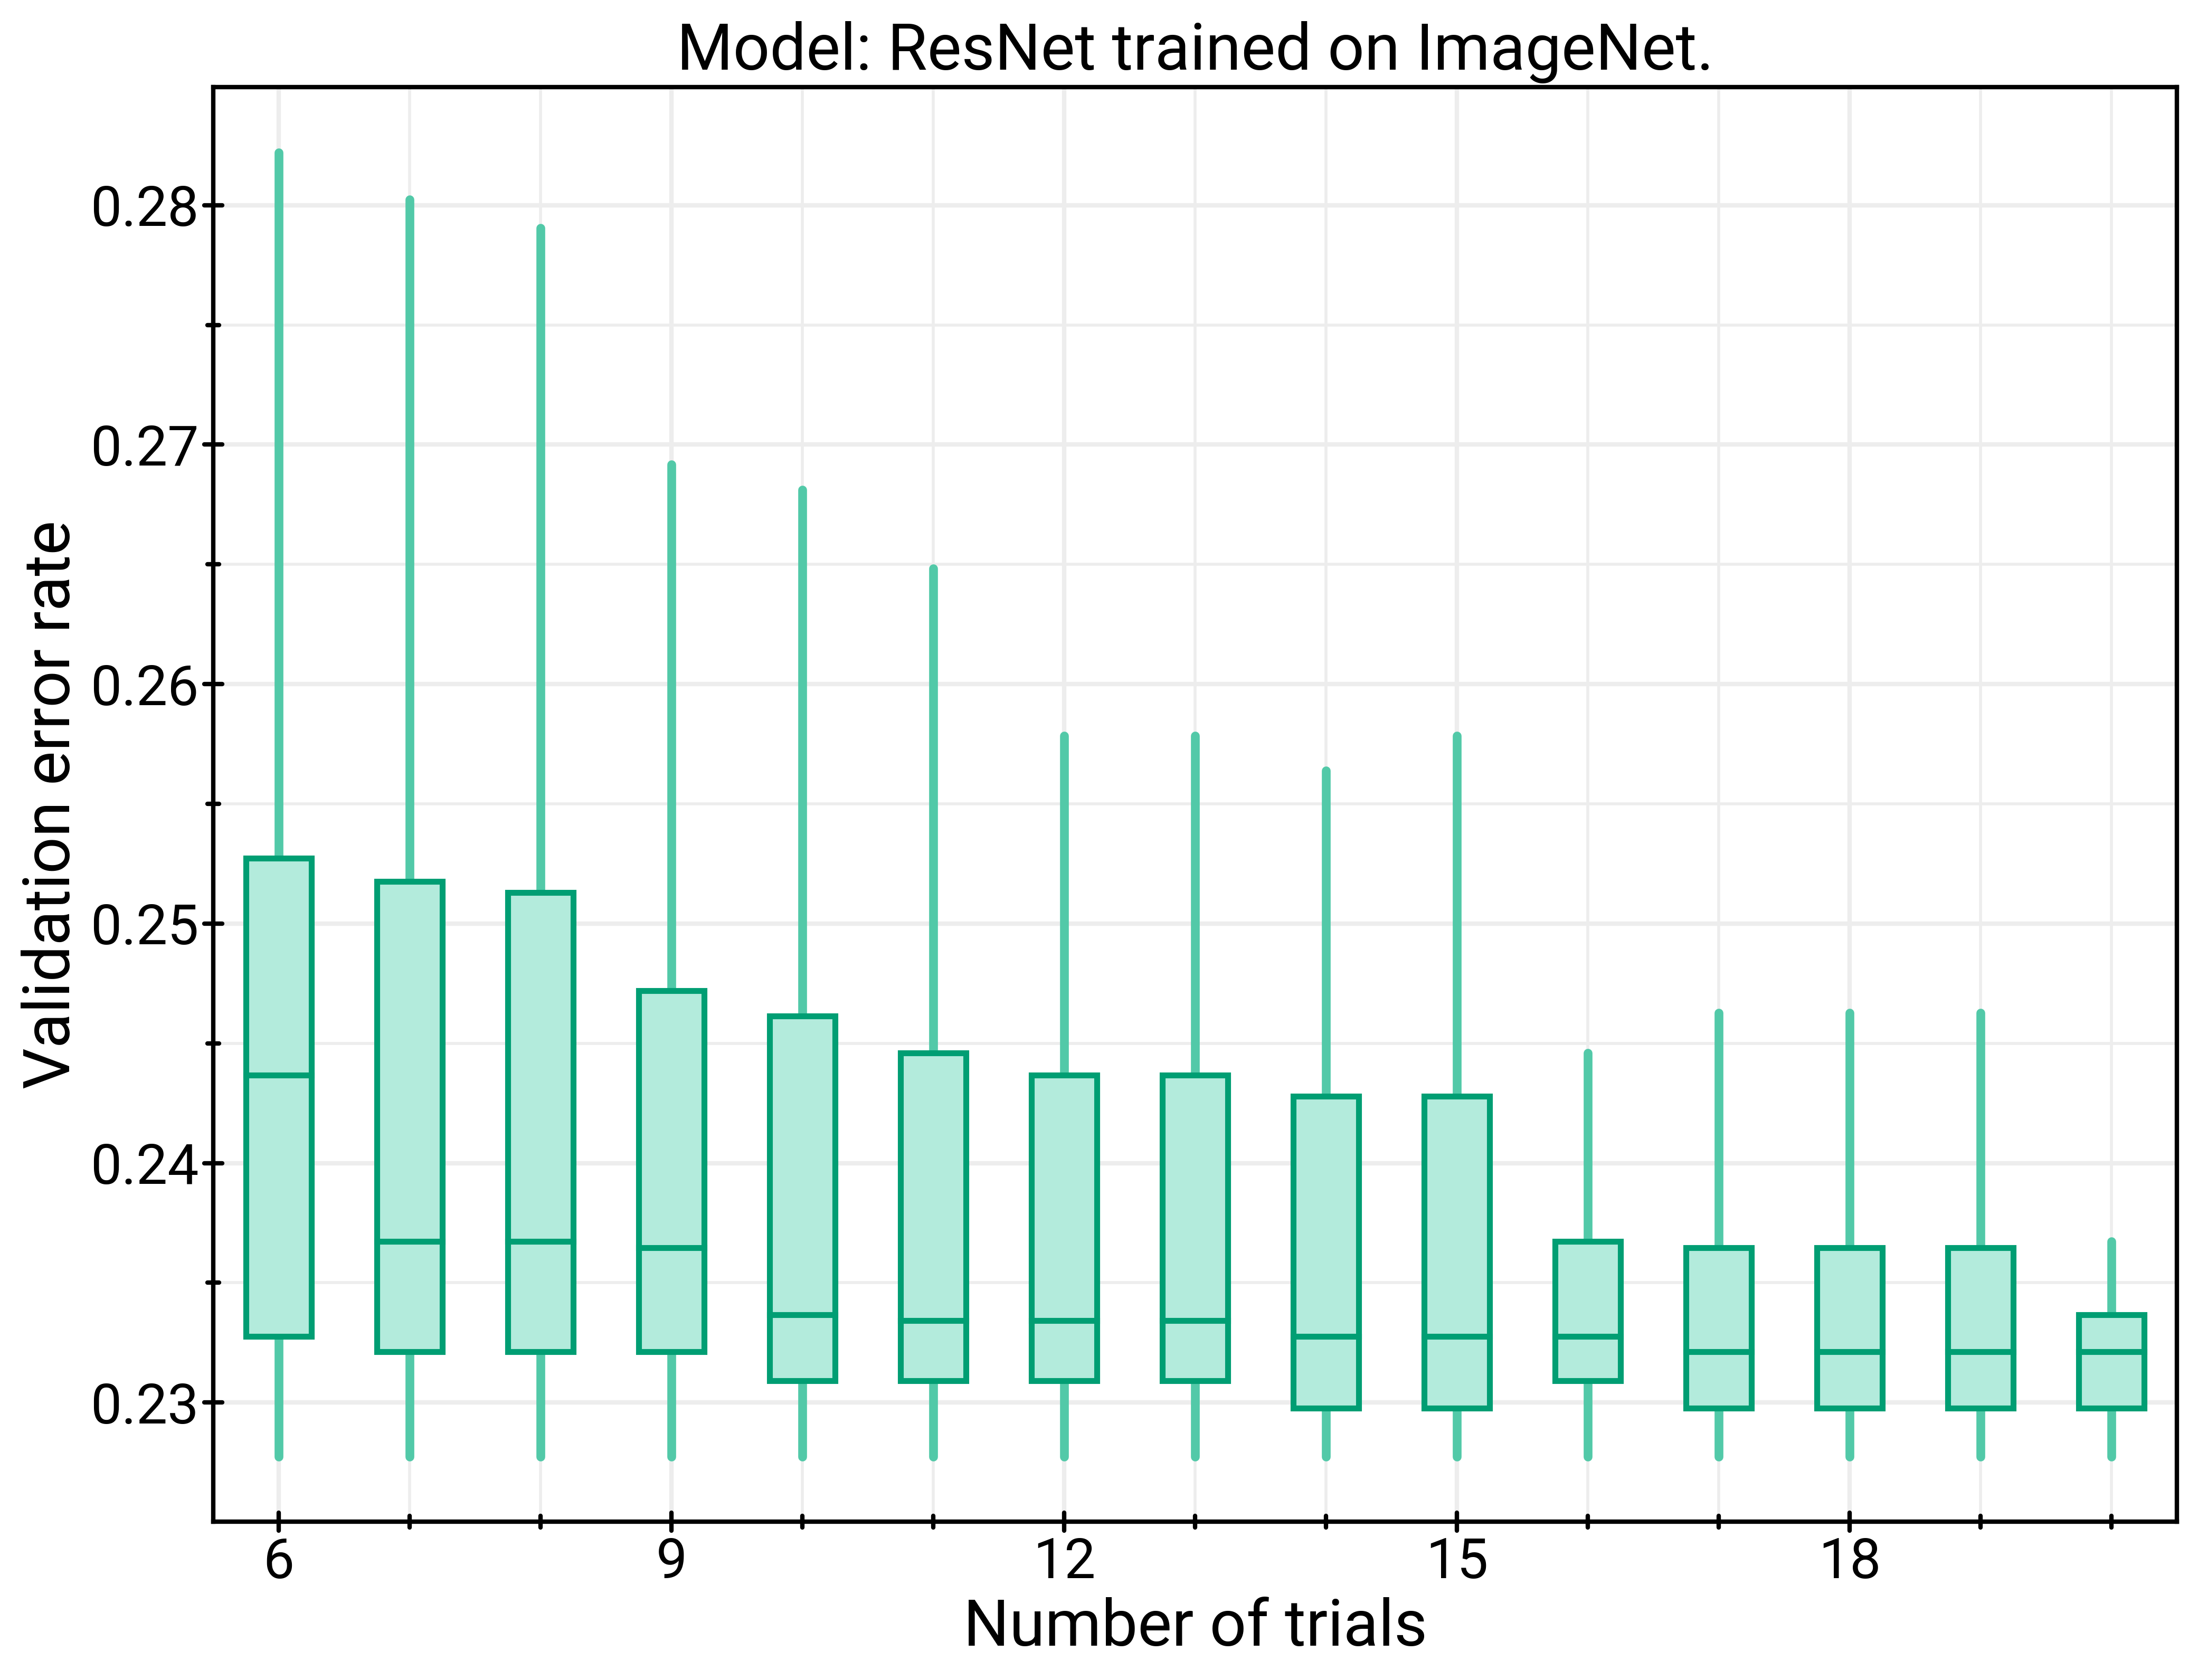 Model: ResNet trained on ImageNet.
Validation error rate
0.28
0.27
0.26
0.25
0.24
0.23
6 9 12 15 18
Number of trials